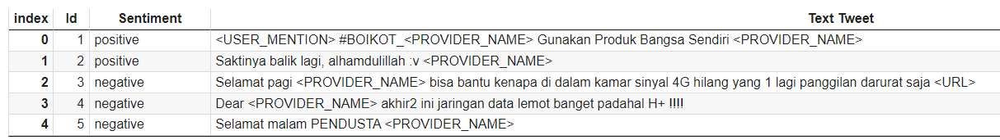 index Id Sentiment Text Tweet
0 1 positive <USER_MENTION> #BOIKOT_<PROVIDER_NAME> Gunakan Produk Bangsa Sendiri <PROVIDER_NAME>
1 2 positive Saktinya balik lagi, alhamdulillah :v <PROVIDER_NAME>
2 3 negative Selamat pagi <PROVIDER_NAME> bisa bantu kenapa di dalam kamar sinyal 4G hilang yang 1 lagi panggilan darurat saja <URL>
3 4 negative Dear <PROVIDER_NAME> akhir2 ini jaringan data lemot banget padahal H+ !!!!
4 5 negative Selamat malam PENDUSTA <PROVIDER_NAME>